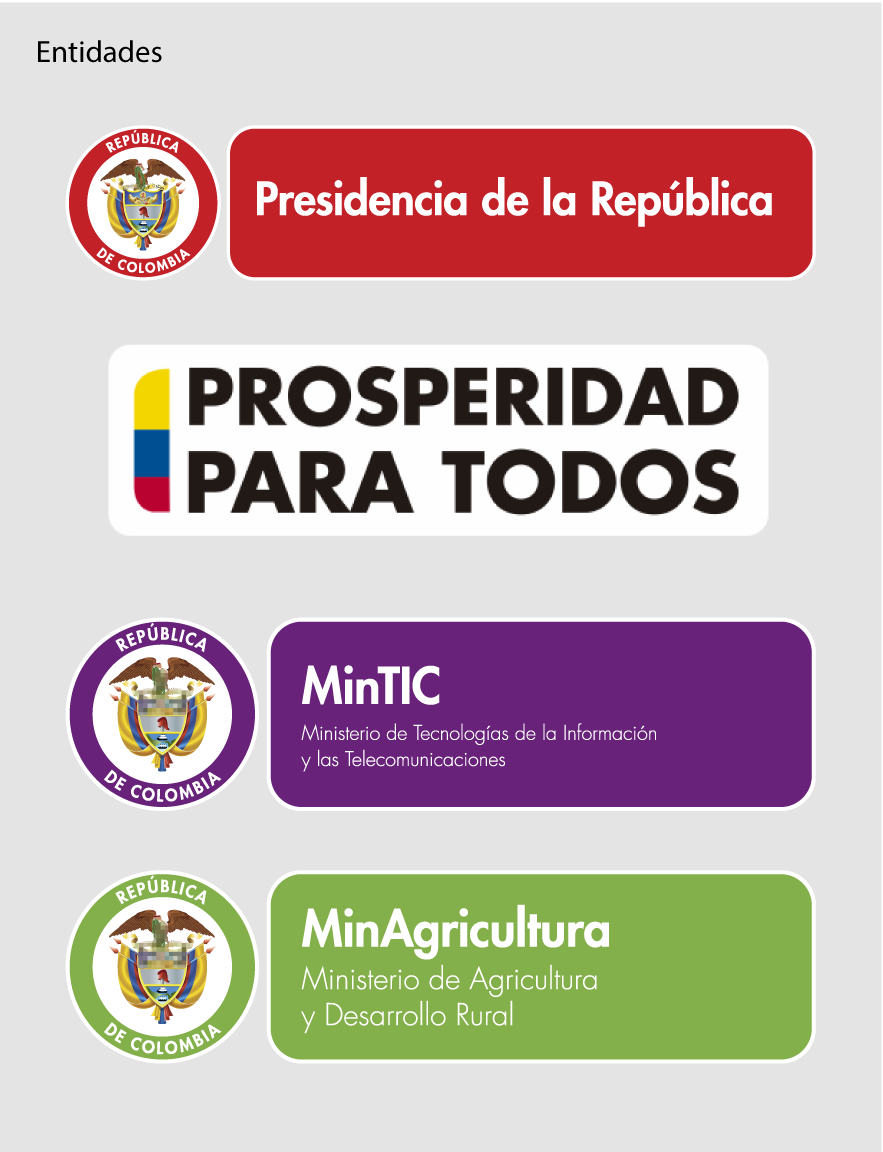 Entidades
REPÚBLICA
DE COLOMBIA
Presidencia de la República
PROSPERIDAD
PARA TODOS
REPÚBLICA
DE COLOMBIA
MinTIC
Ministerio de Tecnologías de la Información
y las Telecomunicaciones
REPÚBLICA
DE COLOMBIA
MinAgricultura
Ministerio de Agricultura
y Desarrollo Rural